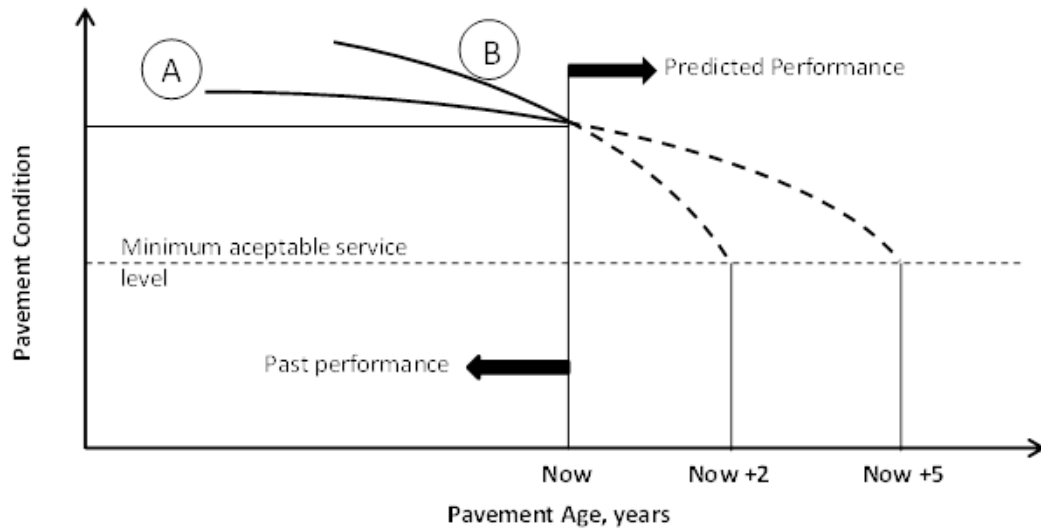 B
A
Predicted Performance
Pavement Condition
Minimum aceptable service
level
Past performance
Now
Now +2
Now +5
Pavement Age, years